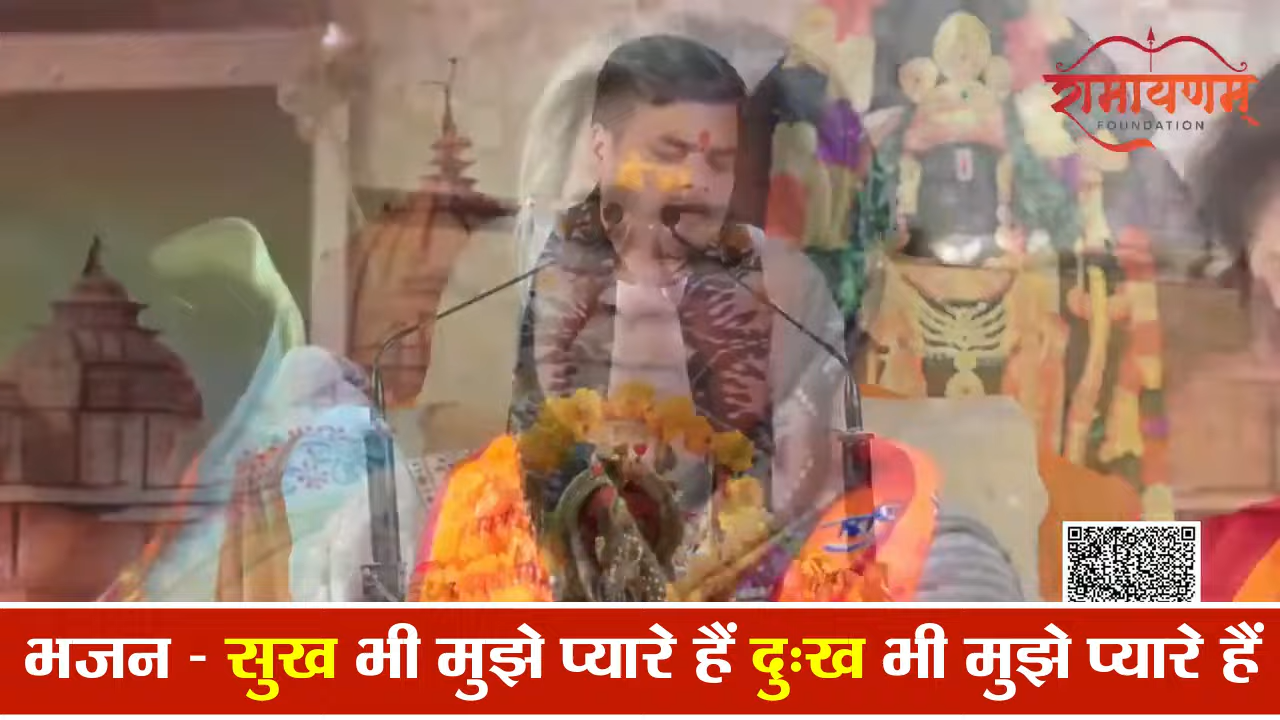 रामायणम्
FOUNDATION
भजन - सुख भी मुझे प्यारे हैं दुःख भी मुझे प्यारे हैं